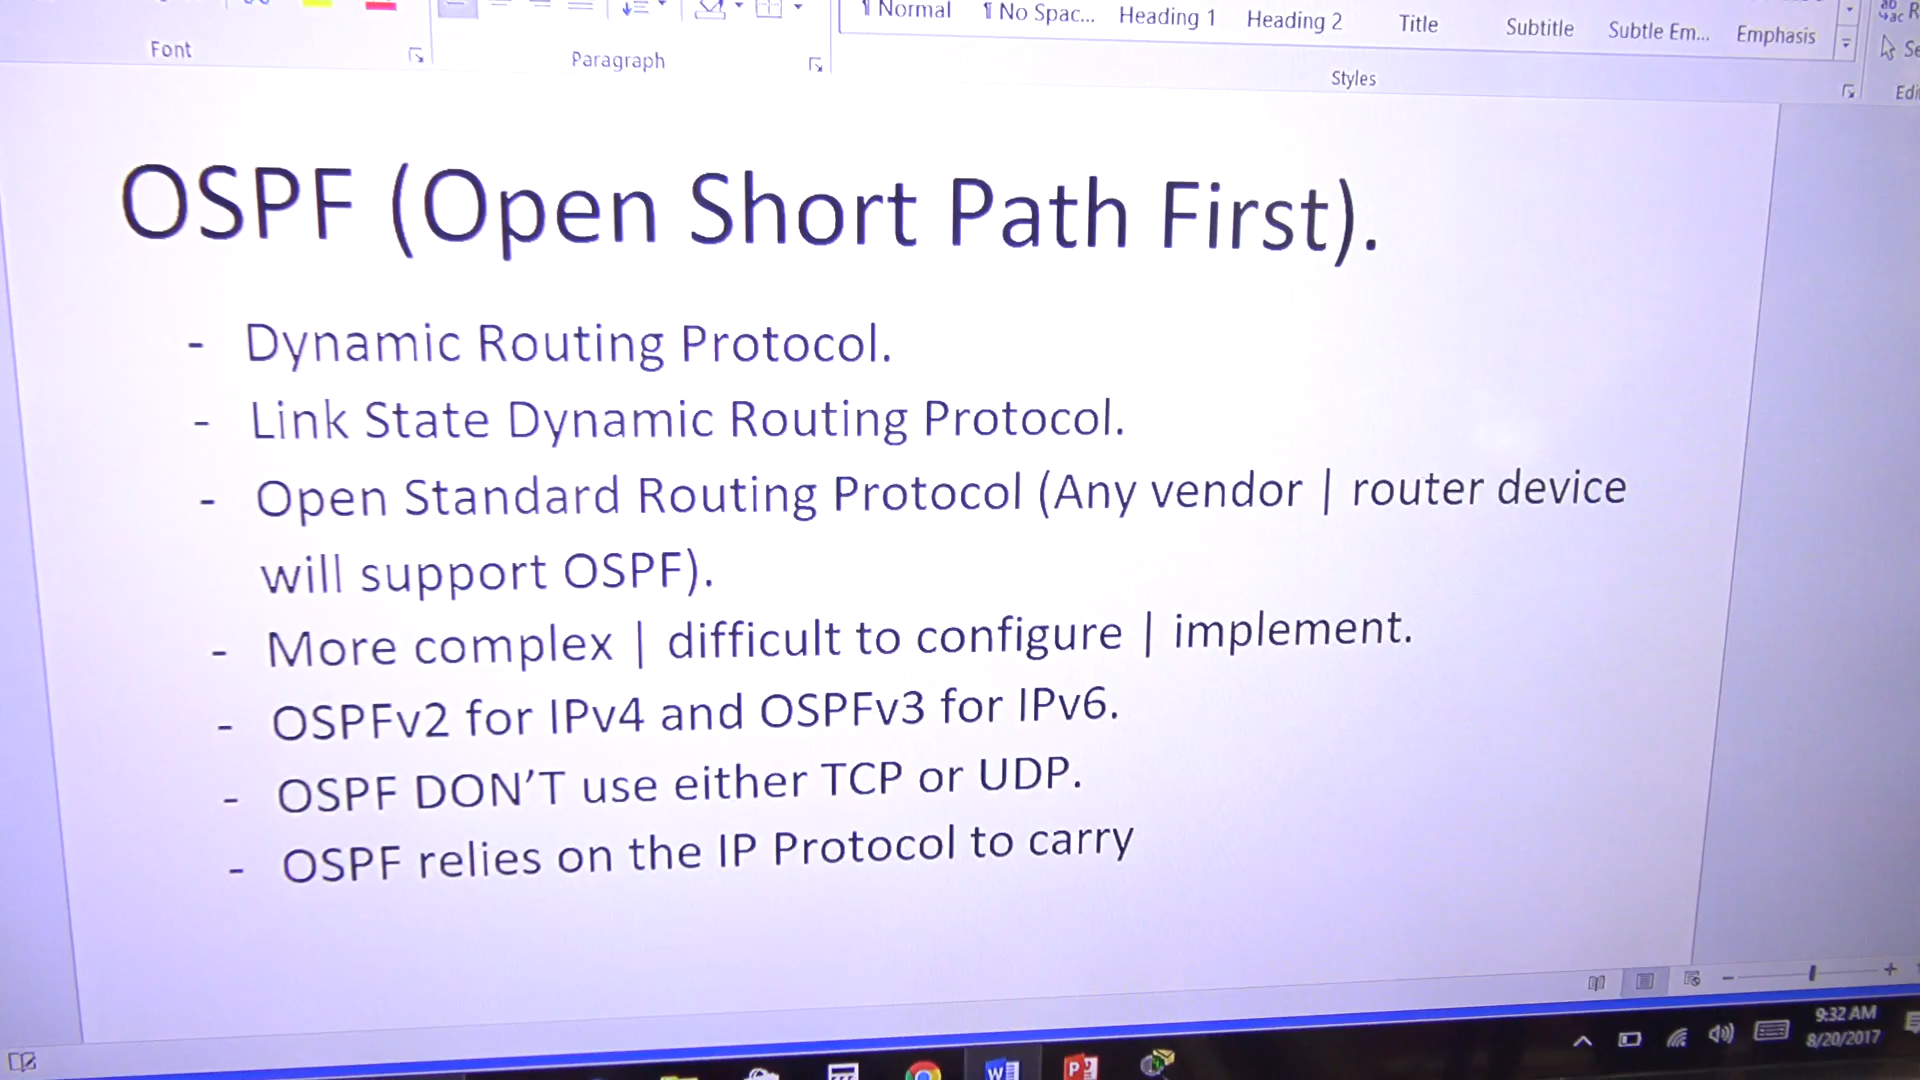 Font
Paragraph
¶ Normal
¶ No Spac...
Heading 1
Heading 2
Title
Subtitle
Subtle Em...
Emphasis
Styles
OSPF (Open Short Path First).
- Dynamic Routing Protocol.
- Link State Dynamic Routing Protocol.
- Open Standard Routing Protocol (Any vendor | router device
will support OSPF).
- More complex | difficult to configure | implement.
- OSPFv2 for IPv4 and OSPFv3 for IPv6.
- OSPF DON'T use either TCP or UDP.
- OSPF relies on the IP Protocol to carry
9:32 AM
8/20/2017